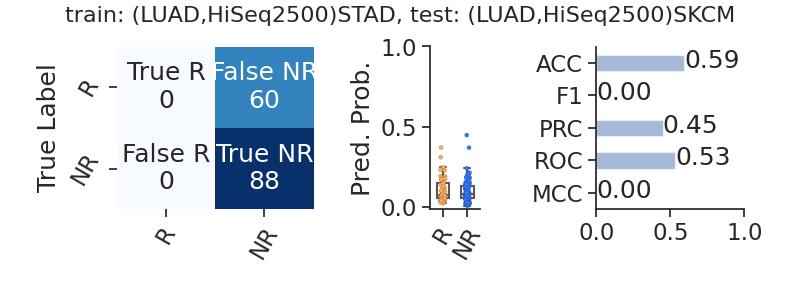 train: (LUAD,HiSeq2500)STAD, test: (LUAD,HiSeq2500)SKCM
True Label
R
NR
True R
0
False NR
60
False R
0
True NR
88
R
NR
Pred. Prob.
1.0
0.5
0.0
R
NR
ACC
0.59
F1
0.00
PRC
0.45
ROC
0.53
MCC
0.00
0.0
0.5
1.0